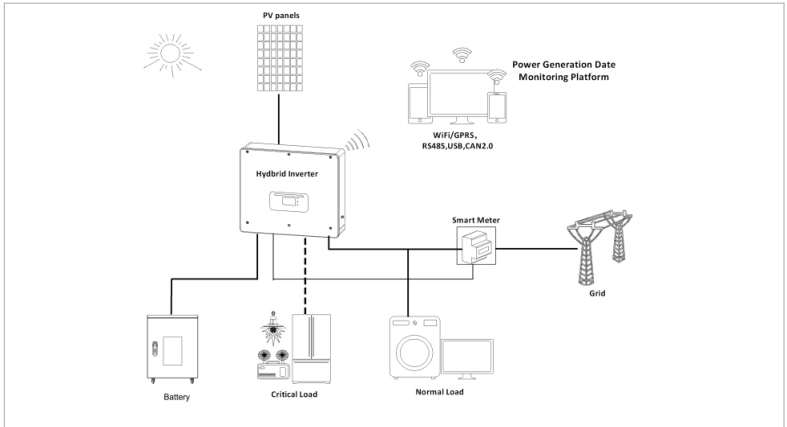 PV panels
Power Generation Date
Monitoring Platform
WiFi/GPRS、
RS485,USB,CAN2.0
Hydbrid Inverter
Smart Meter
Grid
Battery
Critical Load
Normal Load